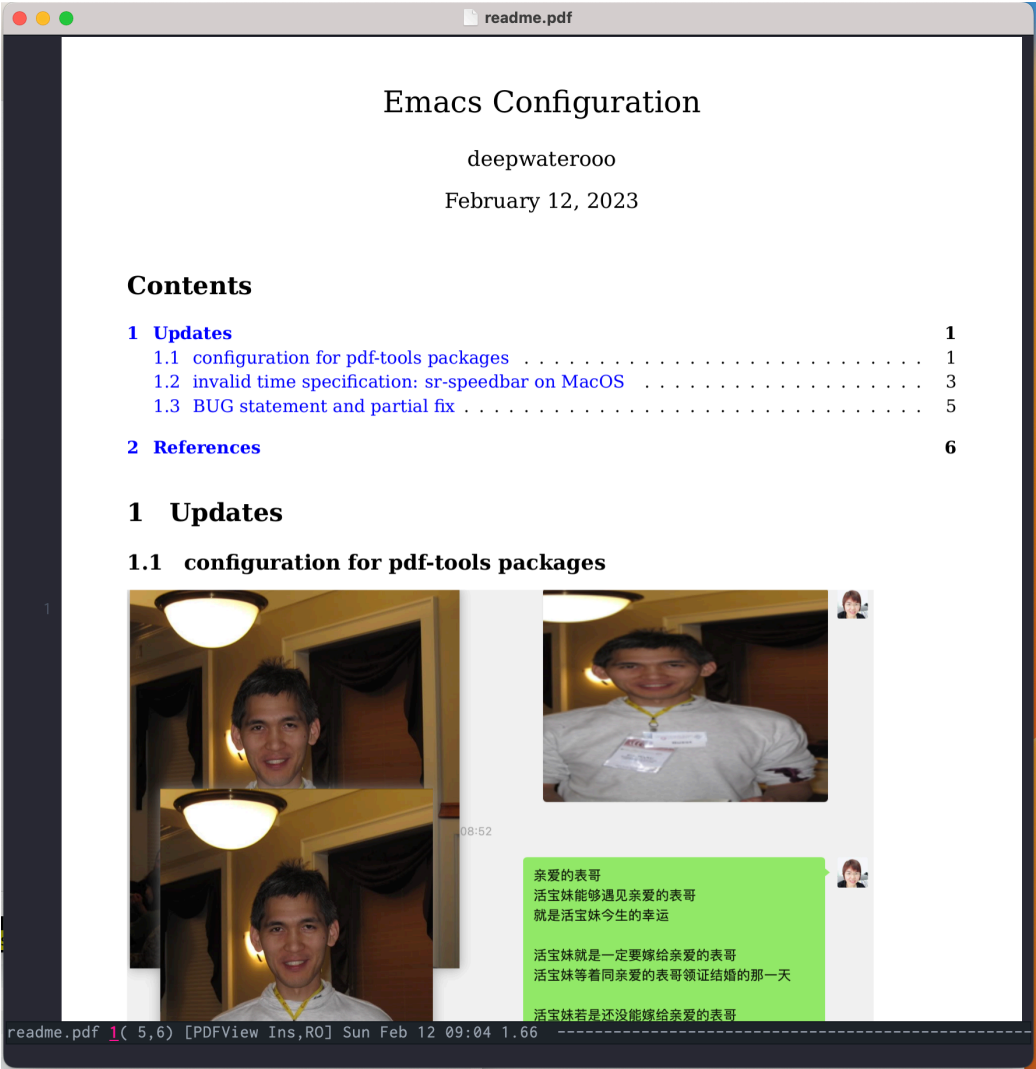 readme.pdf
Emacs Configuration
deepwaterooo
February 12, 2023
Contents
1 Updates 1
1.1 configuration for pdf-tools packages . . . . . . . . . . . . . . . . . . . . . . . . . . . 1
1.2 invalid time specification: sr-speedbar on MacOS . . . . . . . . . . . . . . . . . . 3
1.3 BUG statement and partial fix . . . . . . . . . . . . . . . . . . . . . . . . . . . . . . . 5
2 References 6
1 Updates
1.1 configuration for pdf-tools packages
1
08:52
亲爱的表哥
活宝妹能够遇见亲爱的表哥
就是活宝妹今生的幸运
活宝妹就是一定要嫁给亲爱的表哥
活宝妹等着同亲爱的表哥领证结婚的那一天
活宝妹若是还没能嫁给亲爱的表哥
readme.pdf 1( 5,6) [PDFView Ins,RO] Sun Feb 12 09:04 1.66 --------------------------------------------------